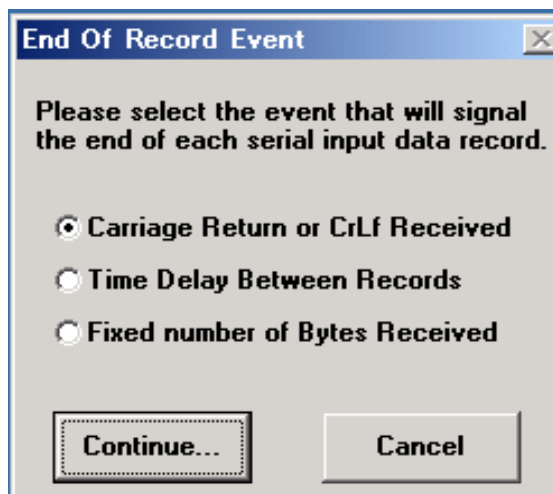 End Of Record Event
Please select the event that will signal
the end of each serial input data record.
Carriage Return or CrLf Received
Time Delay Between Records
Fixed number of Bytes Received
Continue...
Cancel